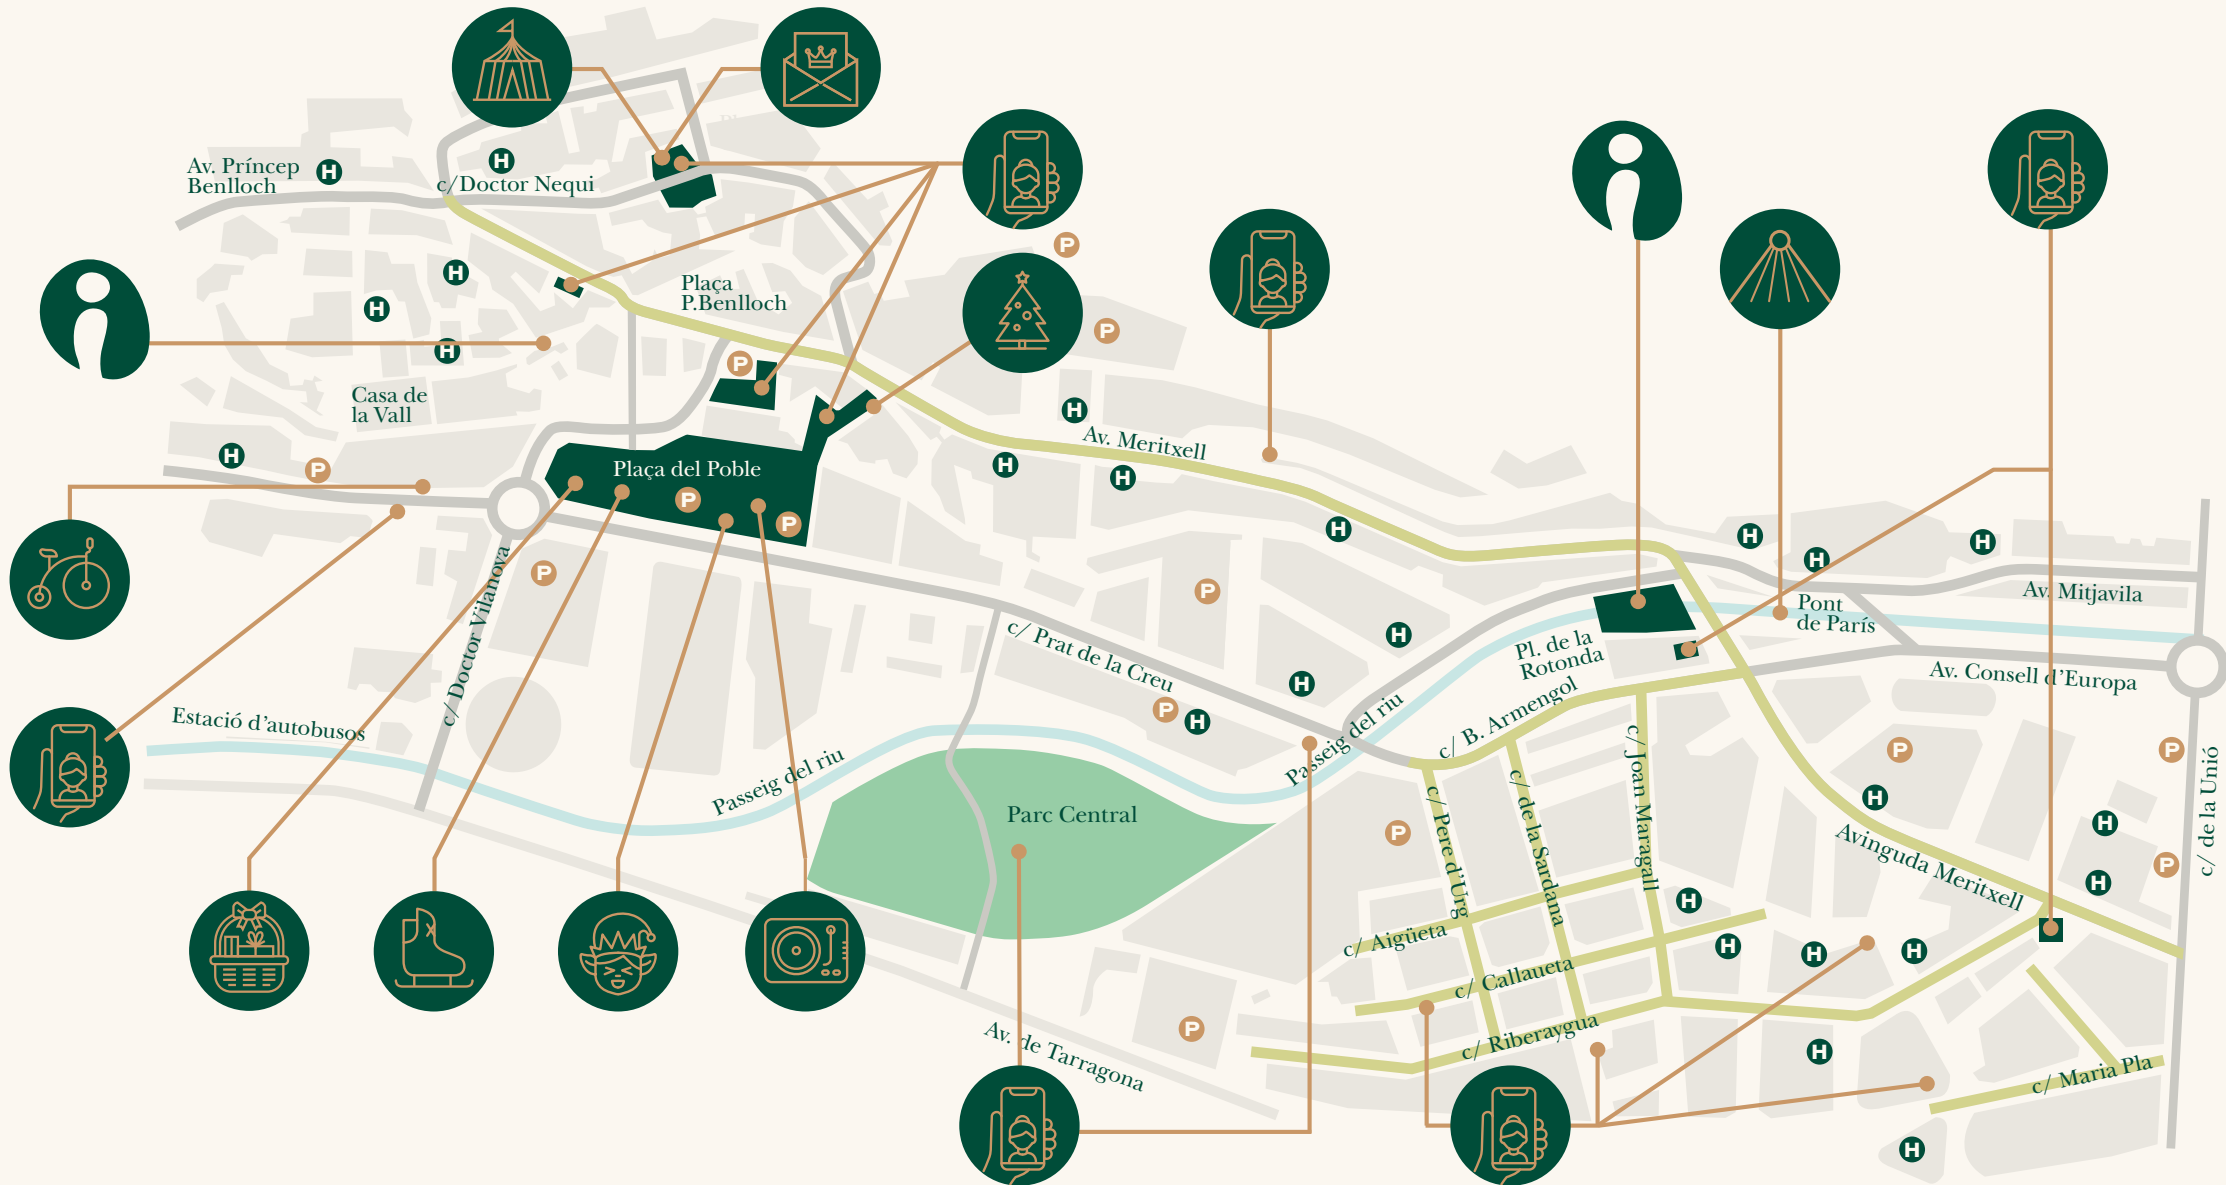 Av. Príncep
Benlloch
H
H
c/Doctor Nequi
P
H
Plaça
P.Benlloch
H
H
P
P
Casa de
la Vall
H
Av. Meritxell
H
P
H
H
Plaça del Poble
P
P
H
H
H
H
P
P
Av. Mitjavila
Pont
de París
c/ Doctor Vilanova
c/ Prat de la Creu
H
Pl. de la
Rotonda
Av. Consell d'Europa
H
P
H
c/ B. Armengol
Estació d'autobusos
Passeig del riu
Passeig del riu
c/ Joan Maragall
P
P
c/ de la Unió
Parc Central
c/ Pere d'Urg
c/ de la Sardana
H
P
H
Avinguda Meritxell
P
H
H
c/ Aigüeta
H
H
H
c/ Callaueta
P
Av. de Tarragona
c/ Riberaygua
H
c/ Maria Pla
H